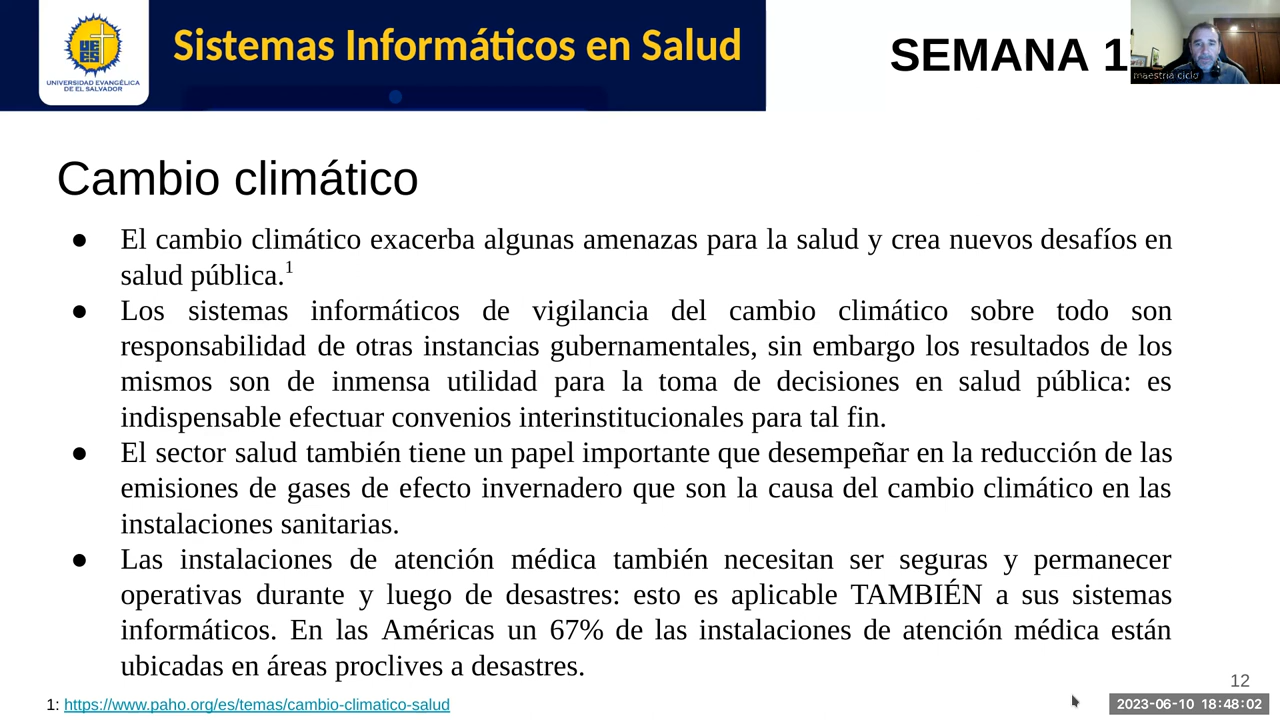 UNIVERSIDAD EVANGÉLICA
DE EL SALVADOR
Sistemas Informáticos en Salud
SEMANA 1
maestria ciclo
Cambio climático
● El cambio climático exacerba algunas amenazas para la salud y crea nuevos desafíos en
salud pública.1
● Los sistemas informáticos de vigilancia del cambio climático sobre todo son
responsabilidad de otras instancias gubernamentales, sin embargo los resultados de los
mismos son de inmensa utilidad para la toma de decisiones en salud pública: es
indispensable efectuar convenios interinstitucionales para tal fin.
● El sector salud también tiene un papel importante que desempeñar en la reducción de las
emisiones de gases de efecto invernadero que son la causa del cambio climático en las
instalaciones sanitarias.
● Las instalaciones de atención médica también necesitan ser seguras y permanecer
operativas durante y luego de desastres: esto es aplicable TAMBIÉN a sus sistemas
informáticos. En las Américas un 67% de las instalaciones de atención médica están
ubicadas en áreas proclives a desastres.
12
1: https://www.paho.org/es/temas/cambio-climatico-salud
2023-06-10 18:48:02